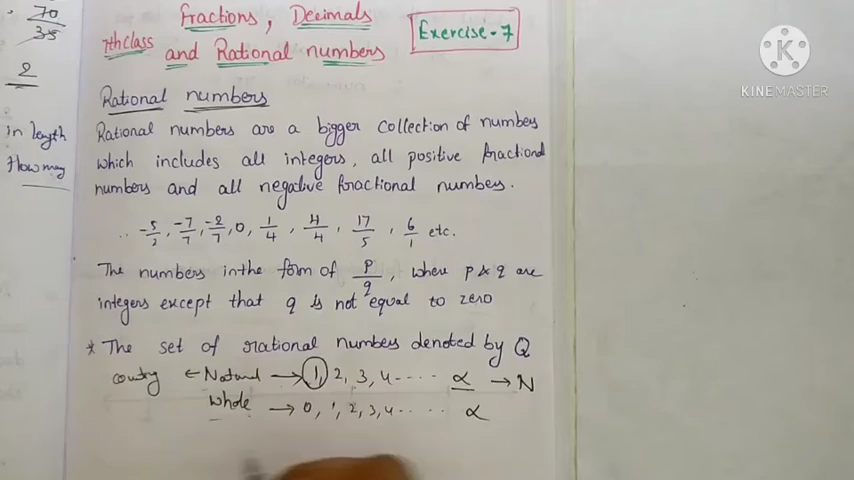 70
35
2
in length
How many
Fractions, Decimals
7th class
and Rational numbers
Exercise-7
K
KINEMASTER
Rational numbers
Rational numbers are a bigger collection of numbers
which includes all integers, all positive fractional
numbers and all negative fractional numbers.
.. -5/2, -7/7, -2/7, 0, 1/4, 4/4, 17/5, 6/1 etc.
The numbers in the form of p/q, where p & q are
integers except that q is not equal to zero
* The set of rational numbers denoted by Q
← Natural → 1, 2, 3, 4 .... α → N
Whole → 0, 1, 2, 3, 4 ..... α